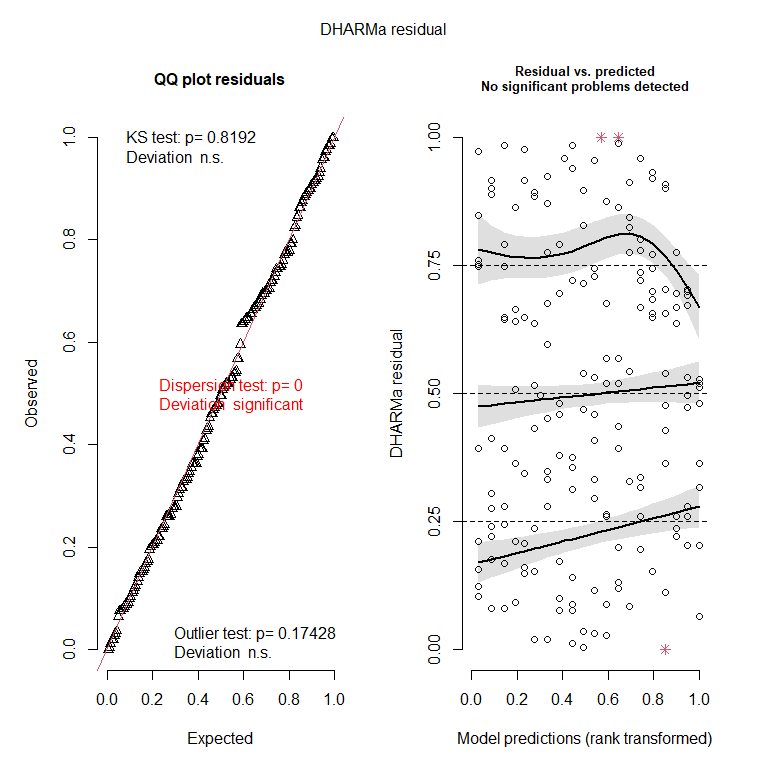 DHARMa residual
QQ plot residuals
KS test: p= 0.8192
Deviation n.s.
Dispersion test: p= 0
Deviation significant
Outlier test: p= 0.17428
Deviation n.s.
Observed
0.0 0.2 0.4 0.6 0.8 1.0
0.0 0.2 0.4 0.6 0.8 1.0
Expected
Residual vs. predicted
No significant problems detected
DHARMa residual
0.00 0.25 0.50 0.75 1.00
0.0 0.2 0.4 0.6 0.8 1.0
Model predictions (rank transformed)